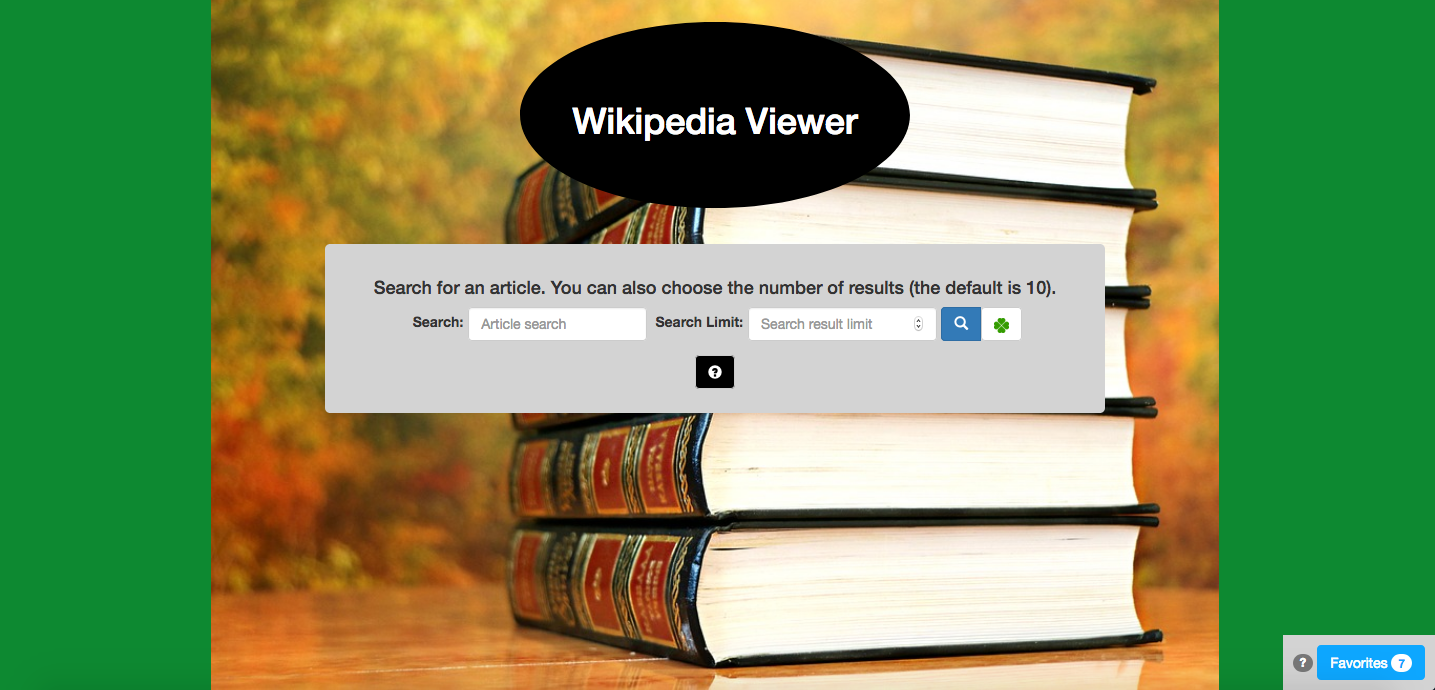 Wikipedia Viewer
Search for an article. You can also choose the number of results (the default is 10).
Search: Article search Search Limit: Search result limit
?
? Favorites 7